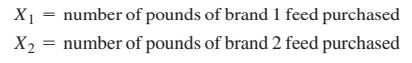 X₁ = number of pounds of brand 1 feed purchased
X₂ = number of pounds of brand 2 feed purchased